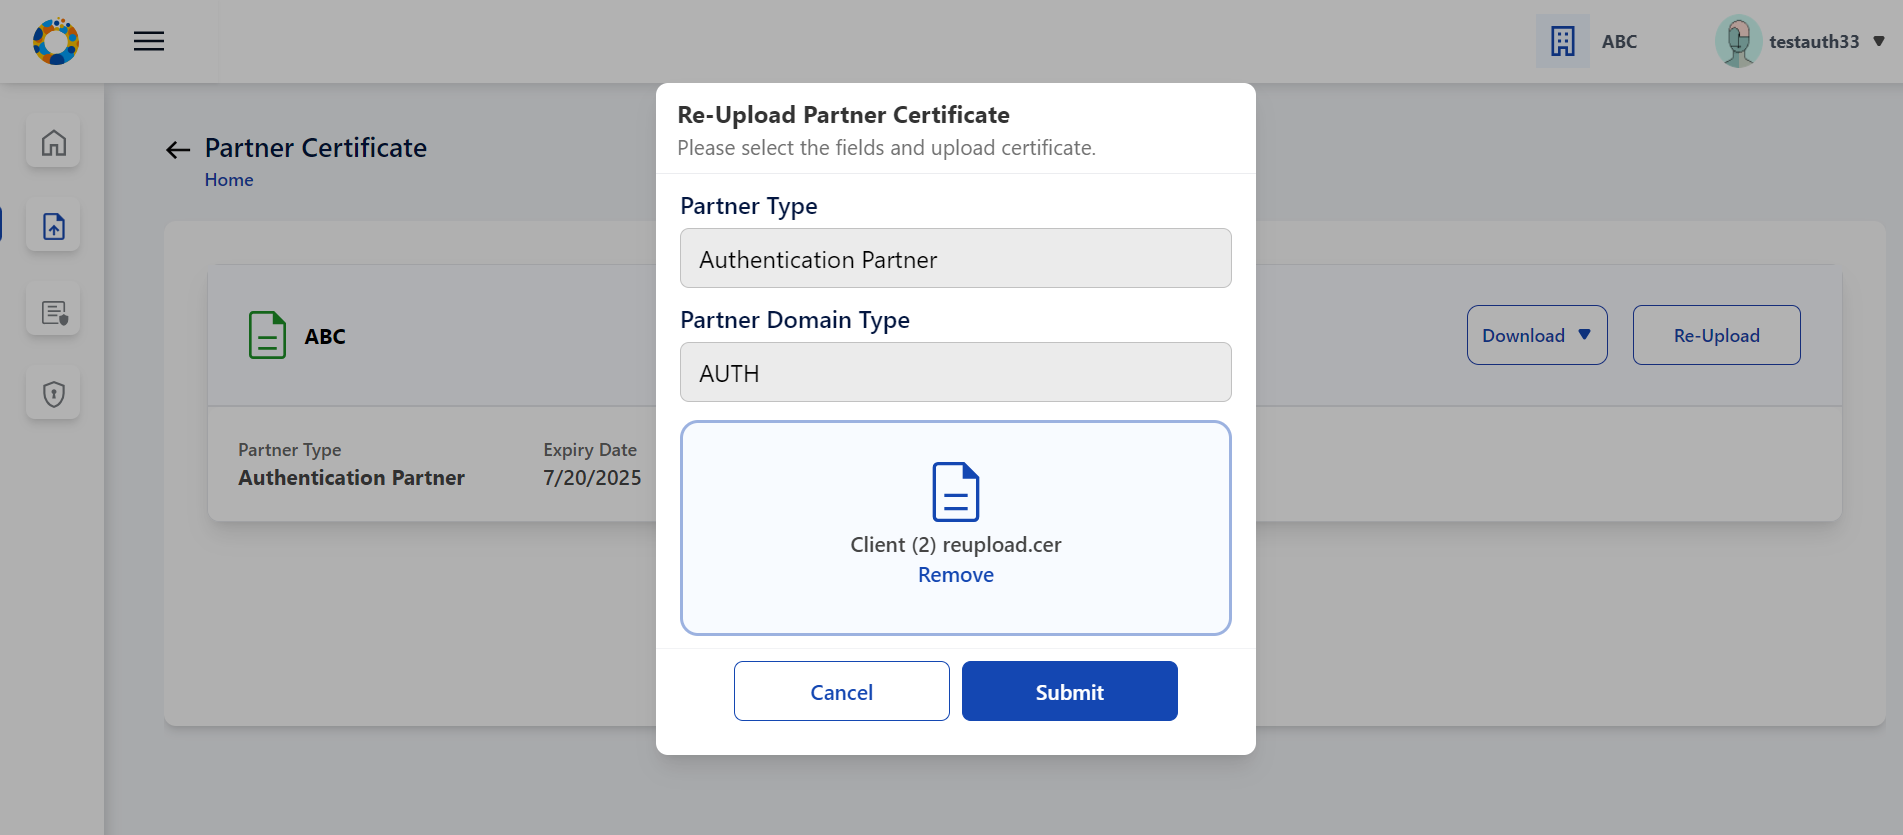 ABC
testauth33
Partner Certificate
Home
ABC
Download
Re-Upload
Partner Type
Expiry Date
Authentication Partner
7/20/2025
Re-Upload Partner Certificate
Please select the fields and upload certificate.
Partner Type
Authentication Partner
Partner Domain Type
AUTH
Client (2) reupload.cer
Remove
Cancel
Submit